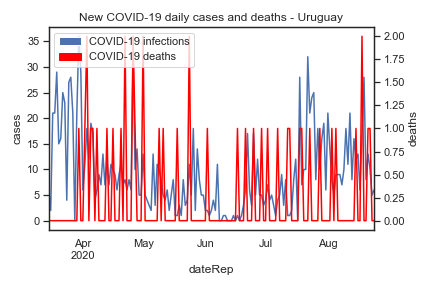 New COVID-19 daily cases and deaths - Uruguay
COVID-19 infections
COVID-19 deaths
cases
35
30
25
20
15
10
5
0
deaths
2.00
1.75
1.50
1.25
1.00
0.75
0.50
0.25
0.00
Apr
2020
May
Jun
Jul
Aug
dateRep